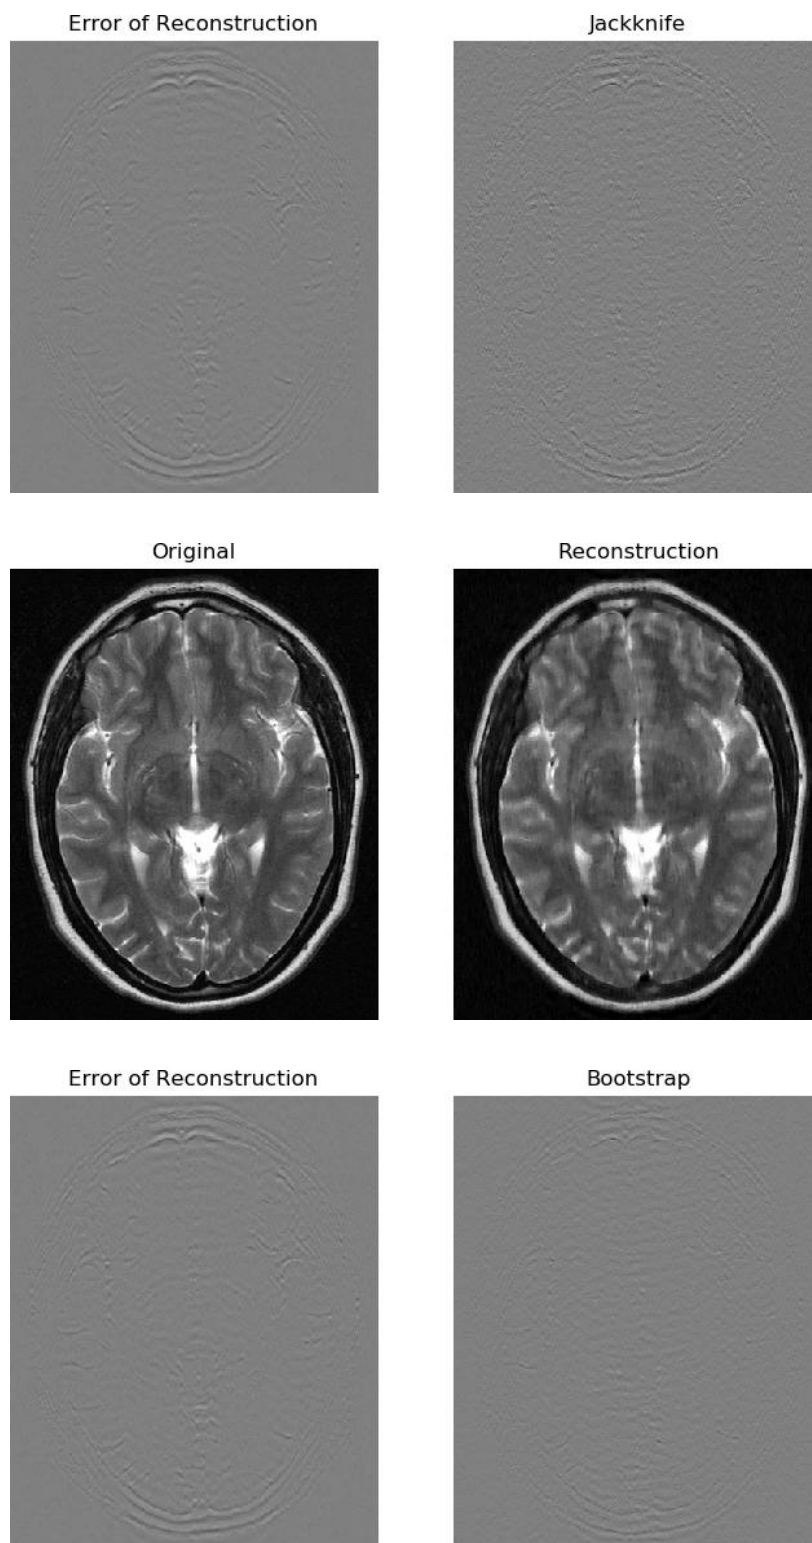 Error of Reconstruction
Jackknife
Original
Reconstruction
Error of Reconstruction
Bootstrap